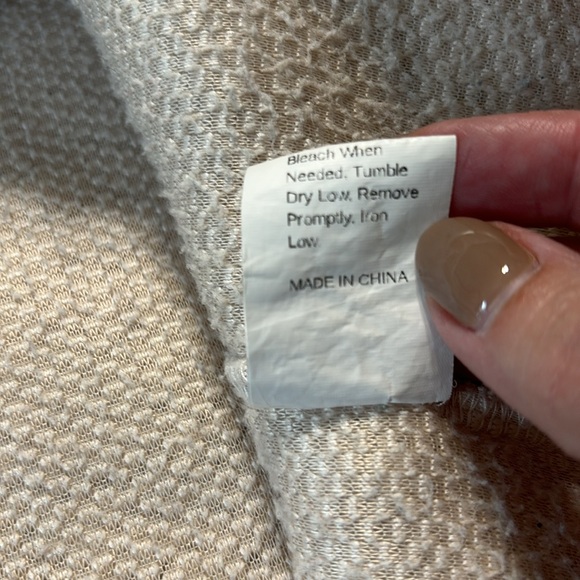 Bleach When
Needed. Tumble
Dry Low, Remove
Promptly. Iron
Low
MADE IN CHINA